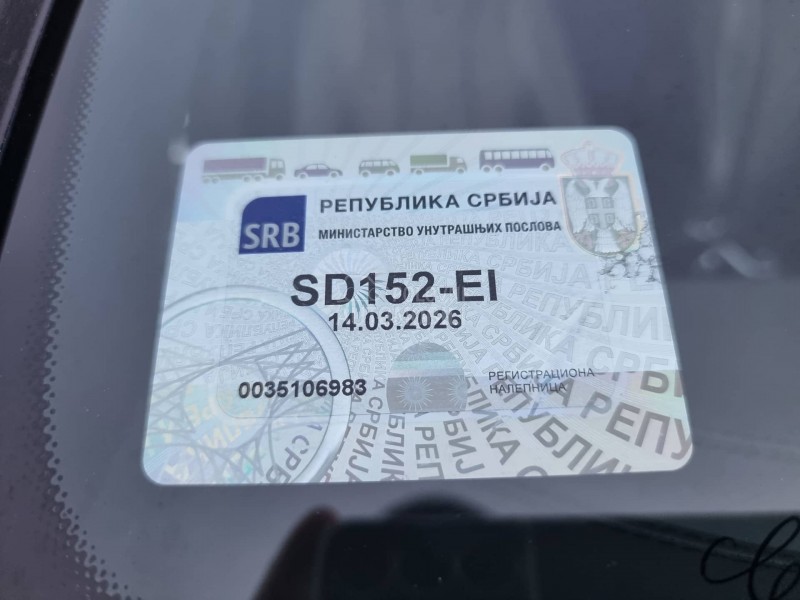 РЕПУБЛИКА СРБИЈА
SRB
МИНИСТАРСТВО УНУТРАШЊИХ ПОСЛОВА
SD152-EI
14.03.2026
0035106983
РЕГИСТРАЦИОНА
НАЛЕПНИЦА